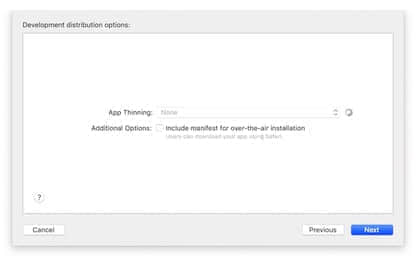 Development distribution options:
App Thinning: None
Additional Options: Include manifest for over-the-air installation
Users can download your app using Safari.
?
Cancel Previous Next